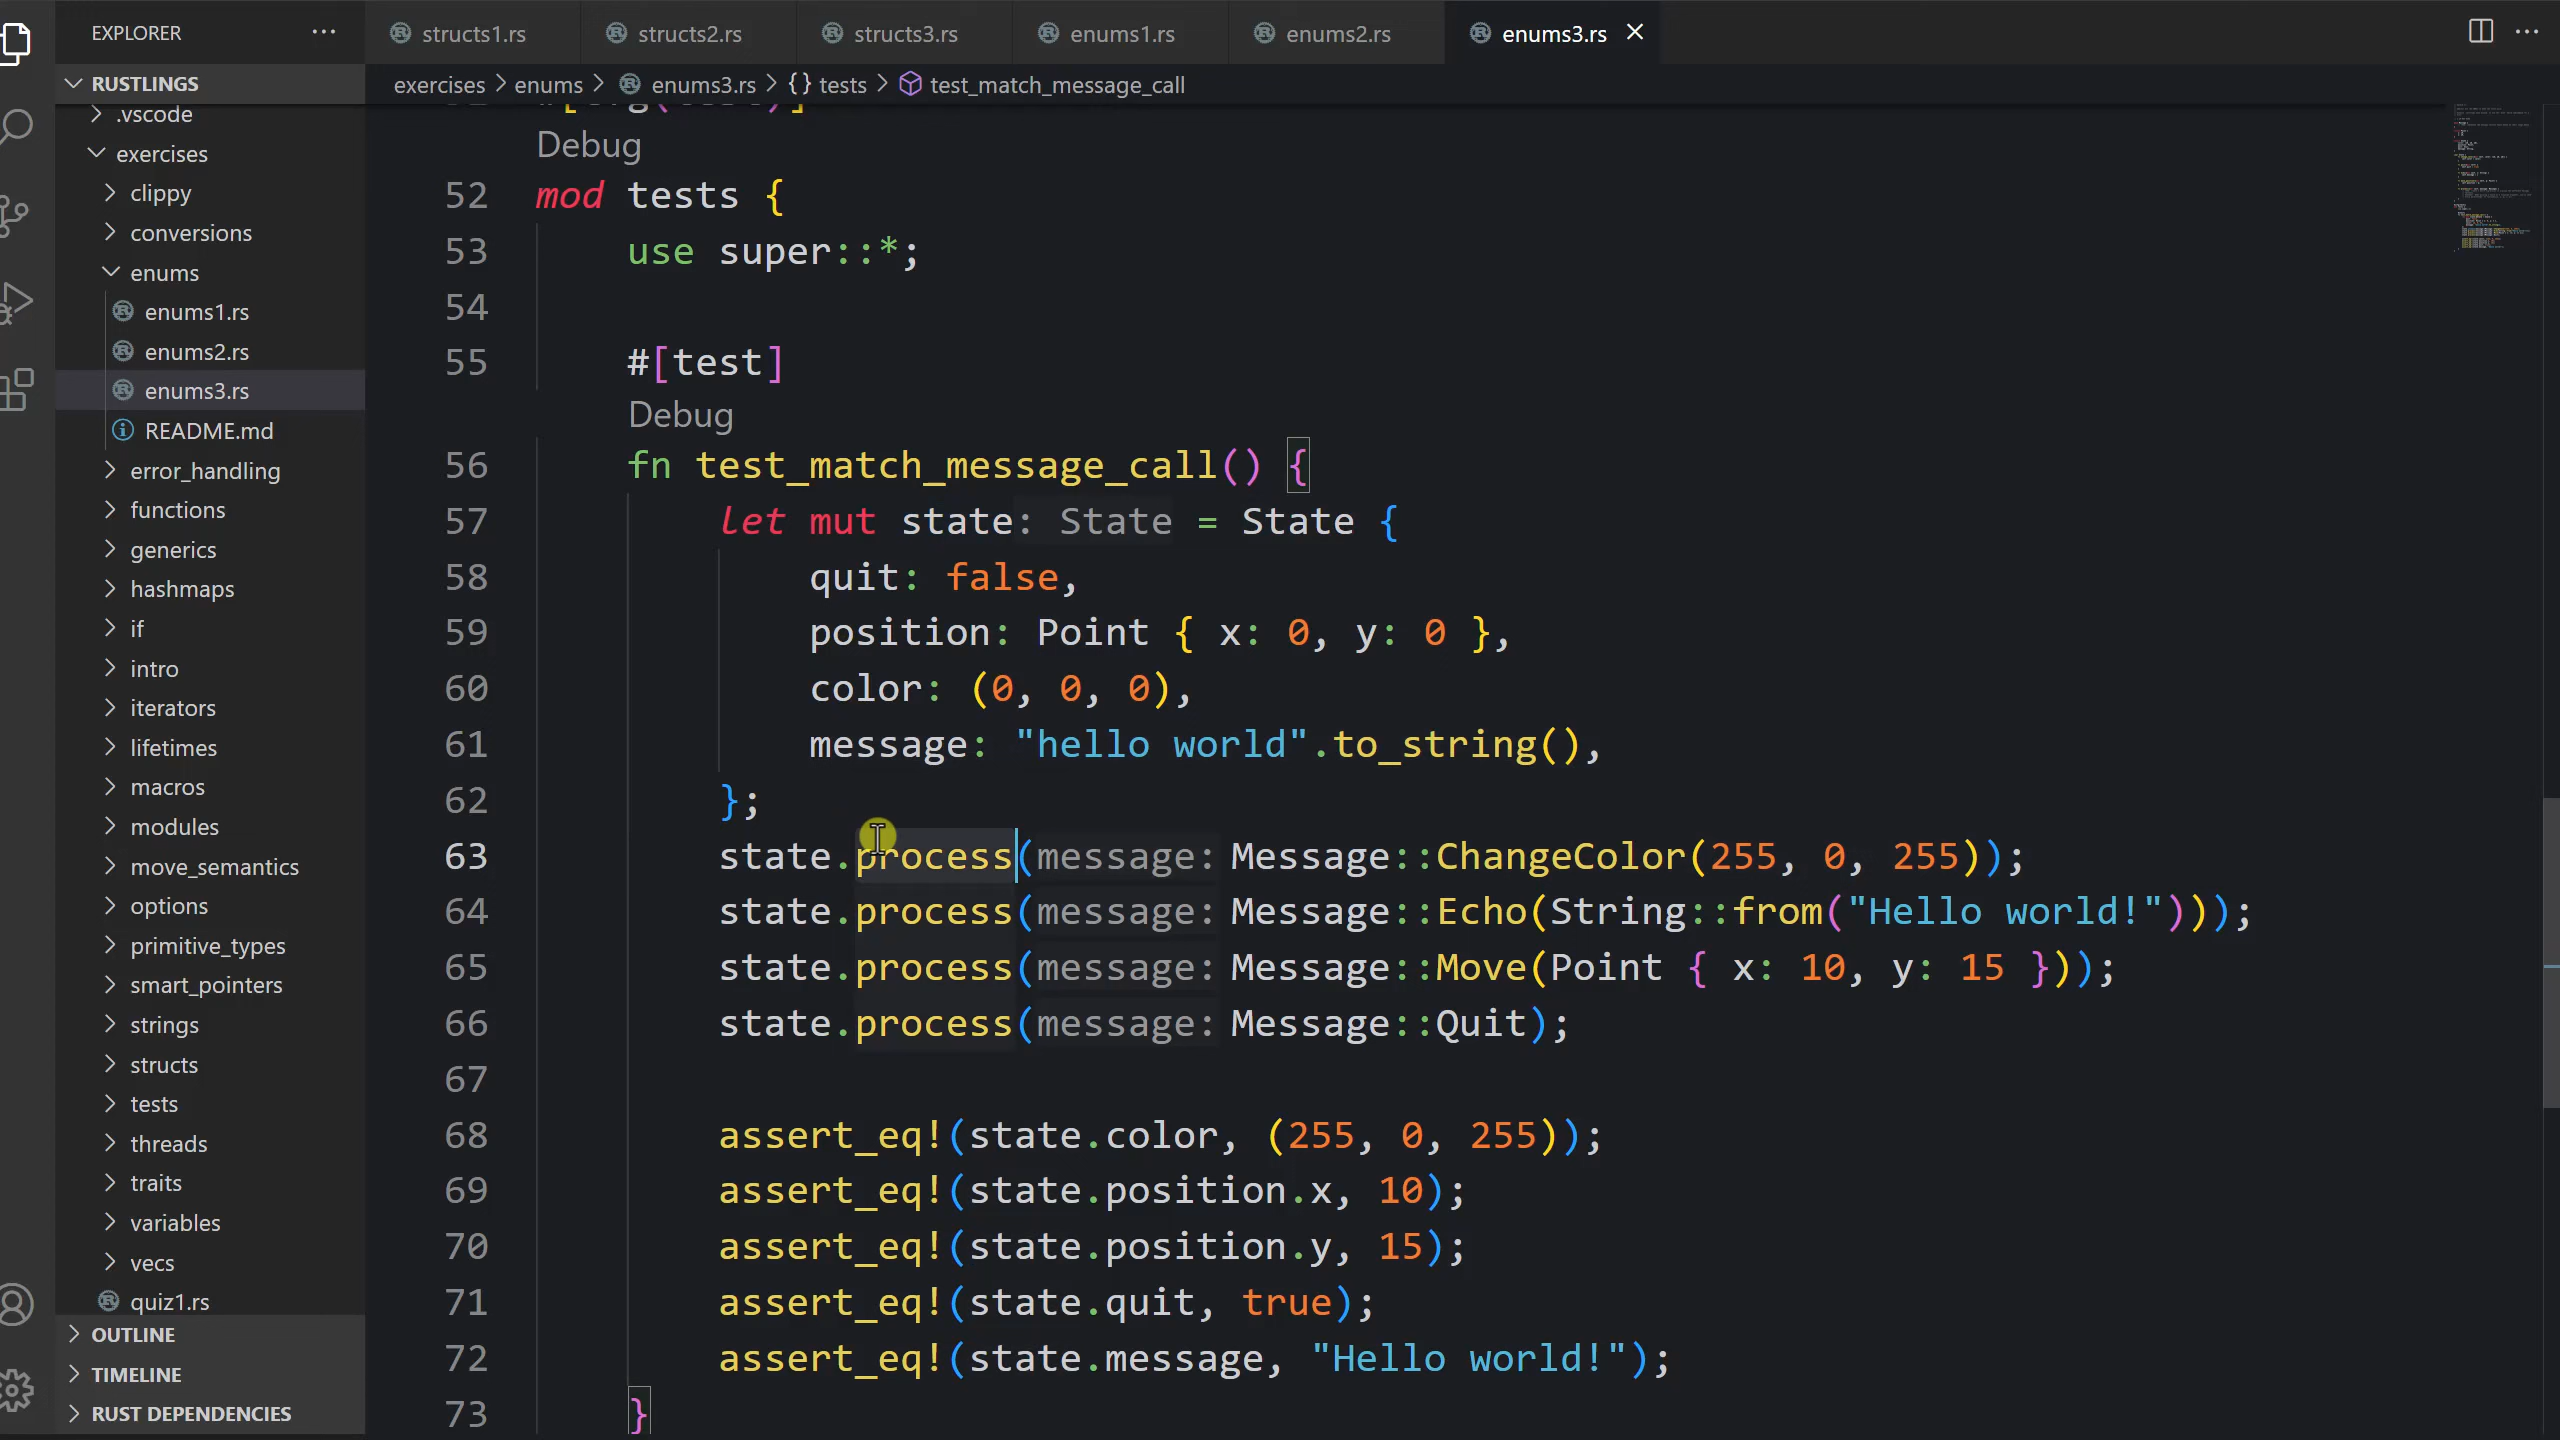 EXPLORER
structs1.rs
structs2.rs
structs3.rs
enums1.rs
enums2.rs
enums3.rs
RUSTLINGS
.vscode
exercises
clippy
conversions
enums
enums1.rs
enums2.rs
enums3.rs
README.md
error_handling
functions
generics
hashmaps
if
intro
iterators
lifetimes
macros
modules
move_semantics
options
primitive_types
smart_pointers
strings
structs
tests
threads
traits
variables
vecs
quiz1.rs
OUTLINE
TIMELINE
RUST DEPENDENCIES
exercises > enums > enums3.rs > {} tests > test_match_message_call
Debug
52 mod tests {
53 use super::*;
54
55 #[test]
Debug
56 fn test_match_message_call() {
57 let mut state: State = State {
58 quit: false,
59 position: Point { x: 0, y: 0 },
60 color: (0, 0, 0),
61 message: "hello world".to_string(),
62 };
63 state.process(message: Message::ChangeColor(255, 0, 255));
64 state.process(message: Message::Echo(String::from("Hello world!")));
65 state.process(message: Message::Move(Point { x: 10, y: 15 }));
66 state.process(message: Message::Quit);
67
68 assert_eq!(state.color, (255, 0, 255));
69 assert_eq!(state.position.x, 10);
70 assert_eq!(state.position.y, 15);
71 assert_eq!(state.quit, true);
72 assert_eq!(state.message, "Hello world!");
73 }